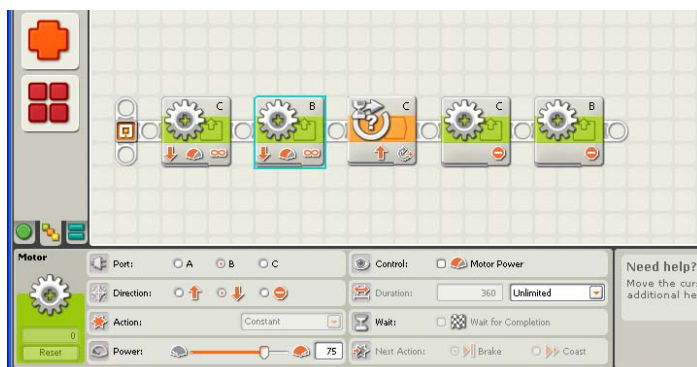 C B C C B
Motor
Port: A B C
Control: Motor Power
Need help?
Move the cur
additional he
Direction:
Duration: 360 Unlimited
Action: Constant
Wait: Wait for Completion
0
Reset
Power: 75
Next Action: Brake Coast